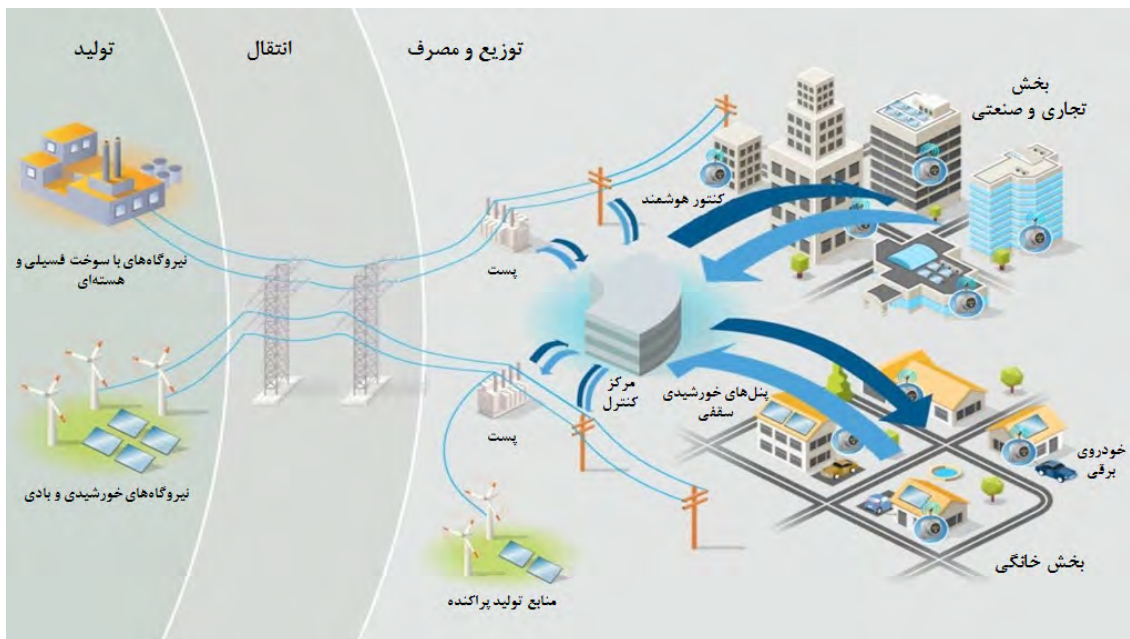 تولید
انتقال
توزیع و مصرف
بخش
تجاری و صنعتی
کنتور هوشمند
نیروگاه‌های با سوخت فسیلی و
هسته‌ای
پست
مرکز
کنترل
پنل‌های خورشیدی
سقفی
پست
خودروی
برقی
نیروگاه‌های خورشیدی و بادی
بخش خانگی
منابع تولید پراکنده